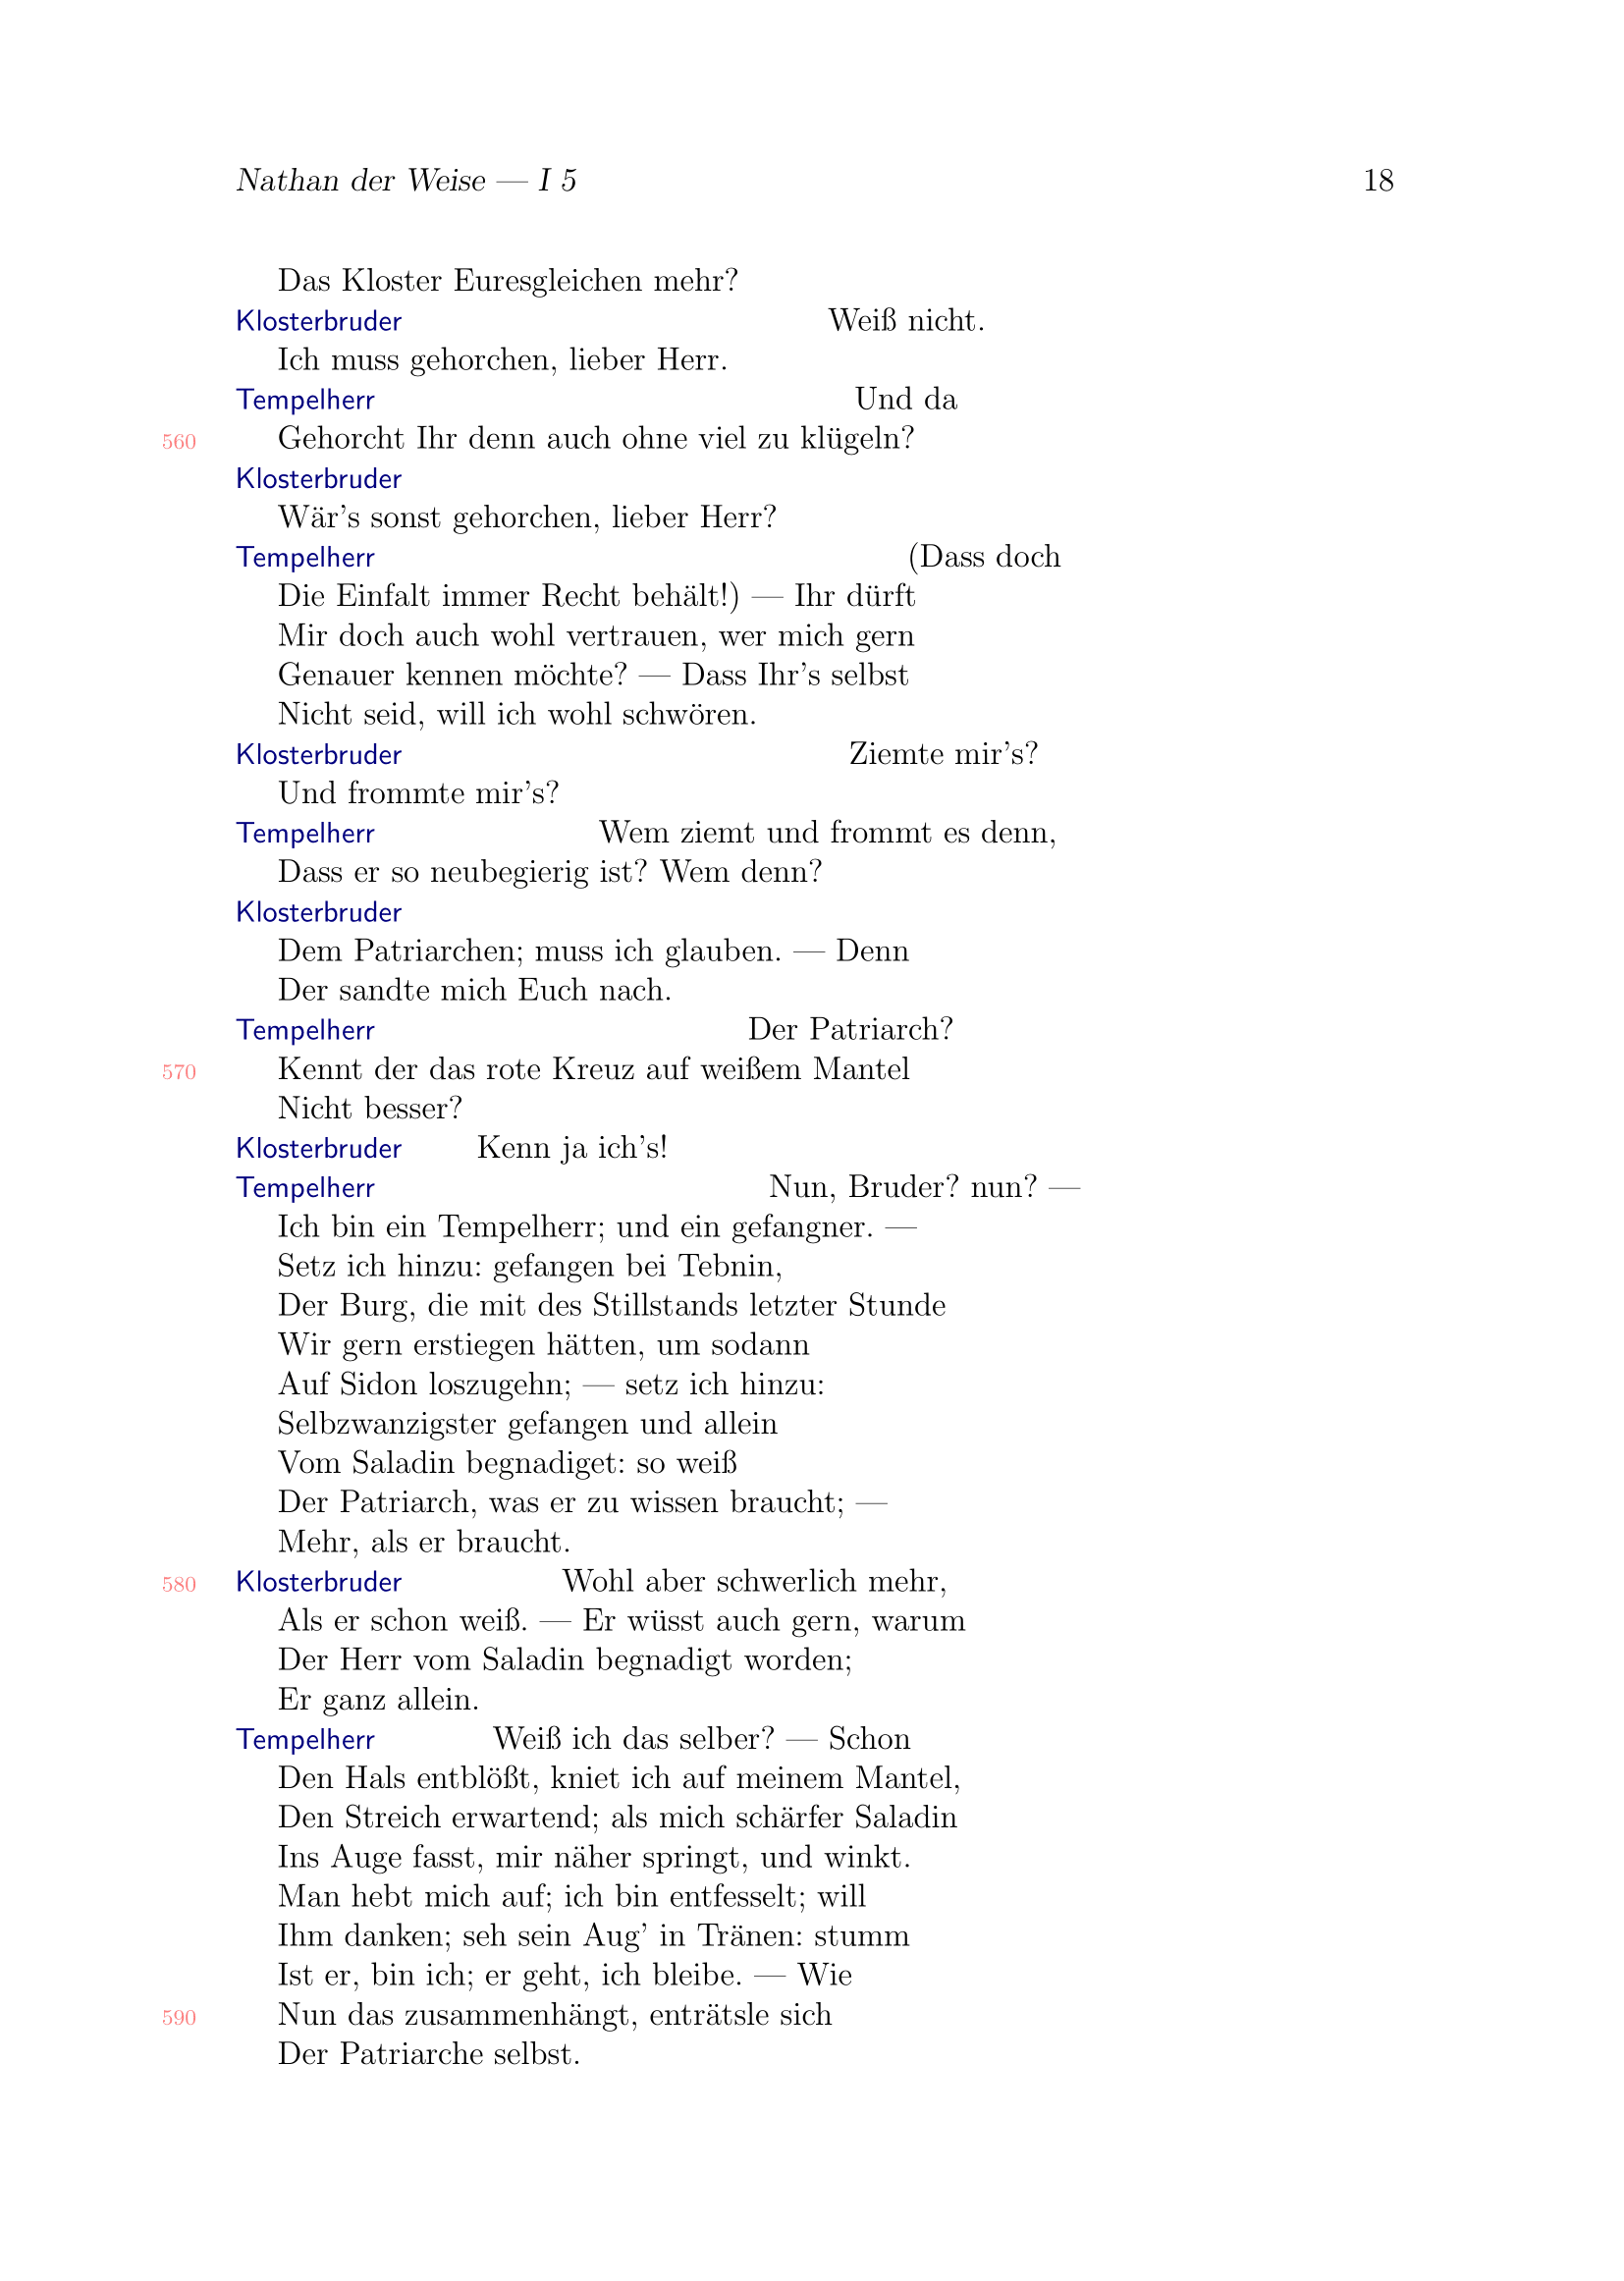 Nathan der Weise — I 5 18
Das Kloster Euresgleichen mehr?
Klosterbruder Weiß nicht.
Ich muss gehorchen, lieber Herr.
Tempelherr Und da
560 Gehorcht Ihr denn auch ohne viel zu klügeln?
Klosterbruder
Wär's sonst gehorchen, lieber Herr?
Tempelherr (Dass doch
Die Einfalt immer Recht behält!) — Ihr dürft
Mir doch auch wohl vertrauen, wer mich gern
Genauer kennen möchte? — Dass Ihr's selbst
Nicht seid, will ich wohl schwören.
Klosterbruder Ziemte mir's?
Und frommte mir's?
Tempelherr Wem ziemt und frommt es denn,
Dass er so neubegierig ist? Wem denn?
Klosterbruder
Dem Patriarchen; muss ich glauben. — Denn
Der sandte mich Euch nach.
Tempelherr Der Patriarch?
570 Kennt der das rote Kreuz auf weißem Mantel
Nicht besser?
Klosterbruder Kenn ja ich's!
Tempelherr Nun, Bruder? nun? —
Ich bin ein Tempelherr; und ein gefangner. —
Setz ich hinzu: gefangen bei Tebnin,
Der Burg, die mit des Stillstands letzter Stunde
Wir gern erstiegen hätten, um sodann
Auf Sidon loszugehn; — setz ich hinzu:
Selbzwanzigster gefangen und allein
Vom Saladin begnadiget: so weiß
Der Patriarch, was er zu wissen braucht; —
Mehr, als er braucht.
580 Klosterbruder Wohl aber schwerlich mehr,
Als er schon weiß. — Er wüsst auch gern, warum
Der Herr vom Saladin begnadigt worden;
Er ganz allein.
Tempelherr Weiß ich das selber? — Schon
Den Hals entblößt, kniet ich auf meinem Mantel,
Den Streich erwartend; als mich schärfer Saladin
Ins Auge fasst, mir näher springt, und winkt.
Man hebt mich auf; ich bin entfesselt; will
Ihm danken; seh sein Aug' in Tränen: stumm
Ist er, bin ich; er geht, ich bleibe. — Wie
590 Nun das zusammenhängt, enträtsle sich
Der Patriarche selbst.